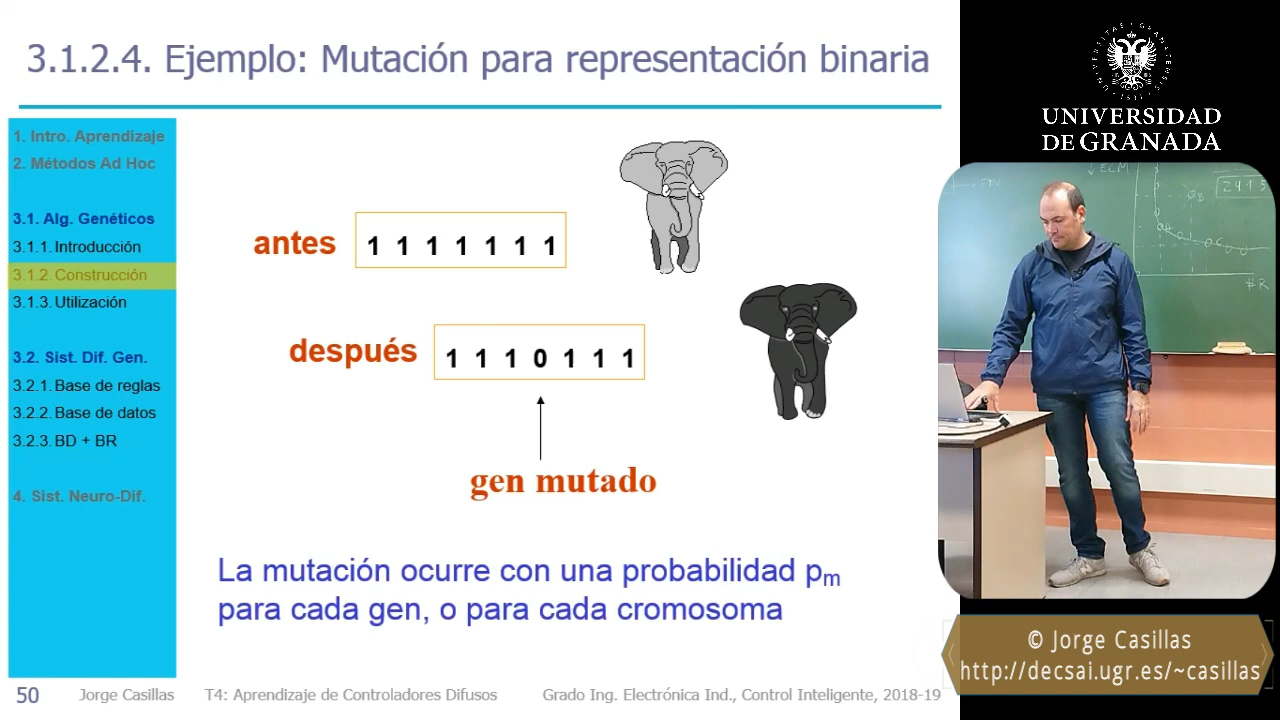 3.1.2.4. Ejemplo: Mutación para representación binaria
1. Intro. Aprendizaje
2. Métodos Ad Hoc
3.1. Alg. Genéticos
3.1.1. Introducción
3.1.2. Construcción
3.1.3. Utilización
3.2. Sist. Dif. Gen.
3.2.1. Base de reglas
3.2.2. Base de datos
3.2.3. BD + BR
4. Sist. Neuro-Dif.
antes 1 1 1 1 1 1 1
después 1 1 1 0 1 1 1
gen mutado
La mutación ocurre con una probabilidad pm
para cada gen, o para cada cromosoma
50 Jorge Casillas T4: Aprendizaje de Controladores Difusos Grado Ing. Electrónica Ind., Control Inteligente, 2018-19
UNIVERSIDAD
DE GRANADA
ECM
#R
© Jorge Casillas
http://decsai.ugr.es/~casillas